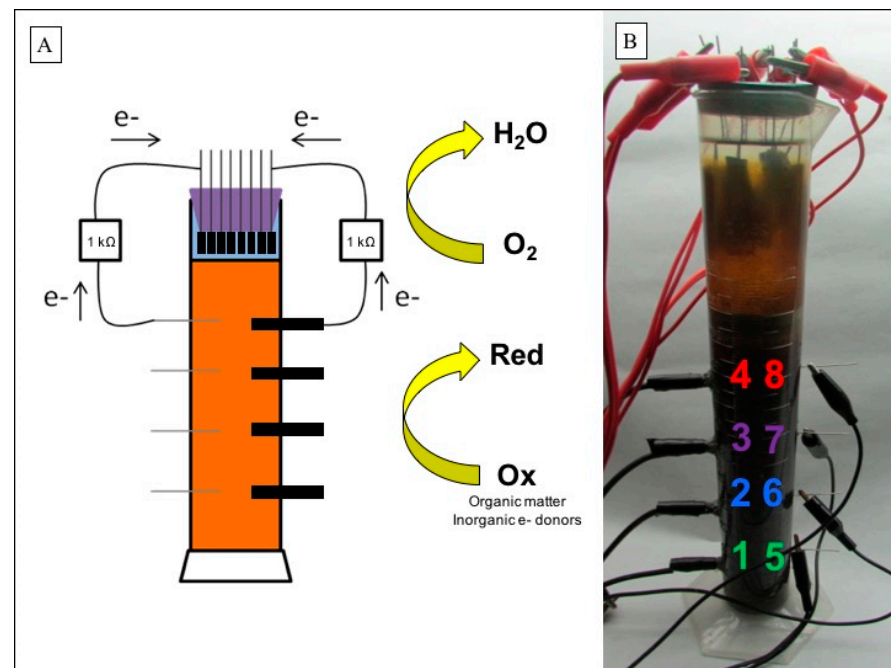 A
e-
e-
1 kΩ
1 kΩ
e-
e-
H₂O
O₂
Red
Ox
Organic matter
Inorganic e- donors
B
4 8
3 7
2 6
1 5